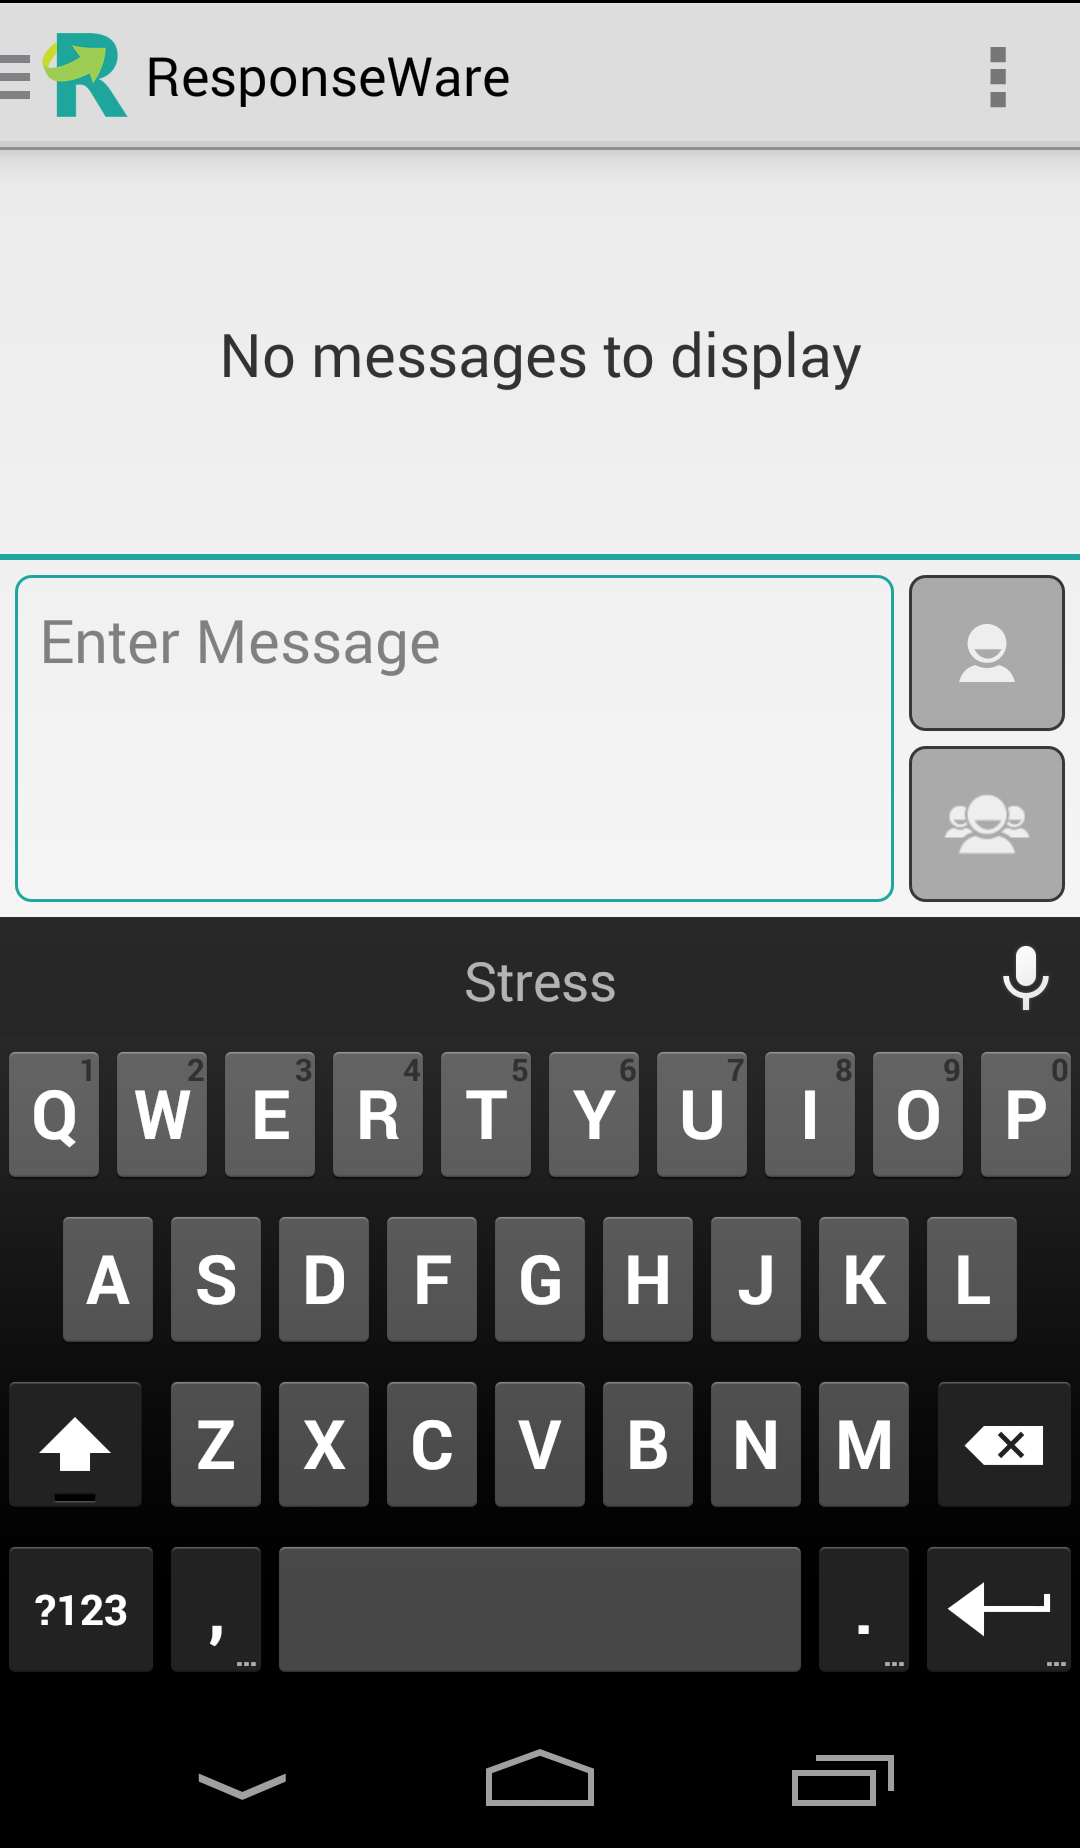 R ResponseWare
No messages to display
Enter Message
Stress
1 2 3 4 5 6 7 8 9 0
Q W E R T Y U I O P
A S D F G H J K L
Z X C V B N M
?123 , .